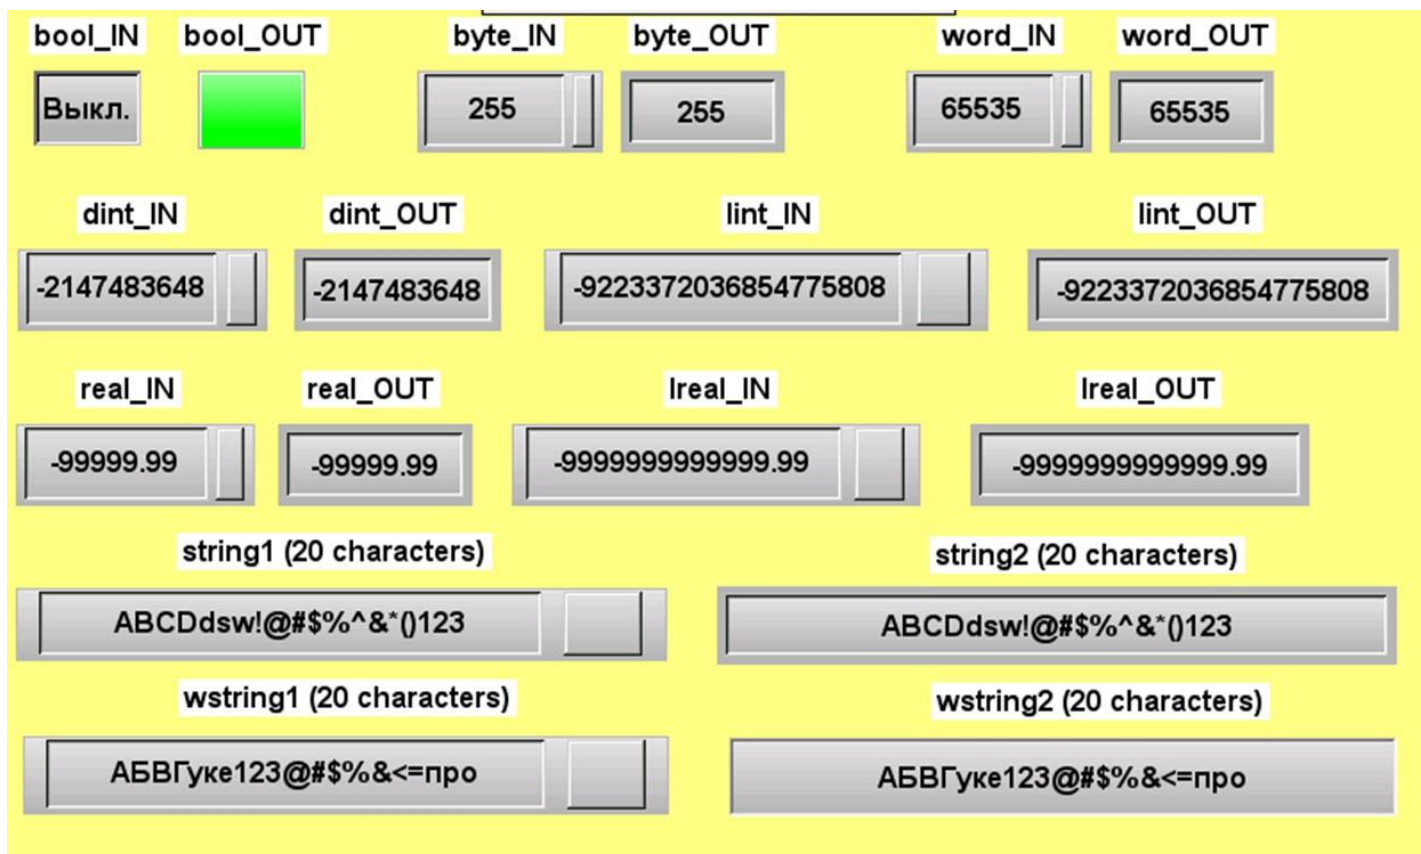 bool_IN bool_OUT byte_IN byte_OUT word_IN word_OUT
Выкл. 255 255 65535 65535
dint_IN dint_OUT lint_IN lint_OUT
-2147483648 -2147483648 -9223372036854775808 -9223372036854775808
real_IN real_OUT lreal_IN lreal_OUT
-99999.99 -99999.99 -9999999999999.99 -9999999999999.99
string1 (20 characters) string2 (20 characters)
ABCDdsw!@#$%^&*()123 ABCDdsw!@#$%^&*()123
wstring1 (20 characters) wstring2 (20 characters)
АБВГуке123@#$%&<=про АБВГуке123@#$%&<=про